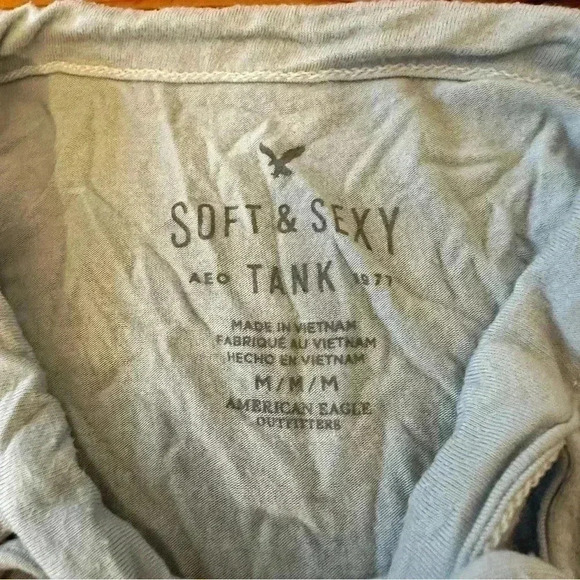 SOFT & SEXY
AEO TANK 1977
MADE IN VIETNAM
FABRIQUÉ AU VIETNAM
HECHO EN VIETNAM
M/M/M
AMERICAN EAGLE
OUTFITTERS